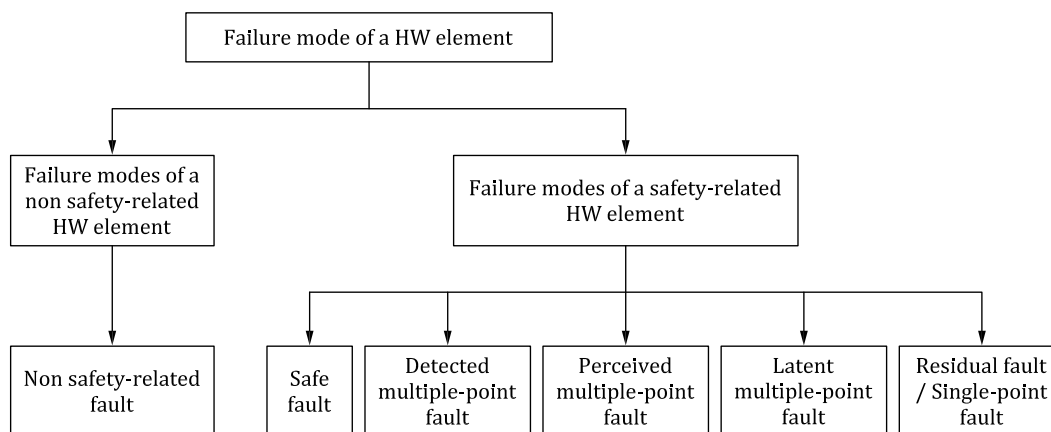 Failure mode of a HW element
Failure modes of a
non safety-related
HW element
Failure modes of a safety-related
HW element
Non safety-related
fault
Safe
fault
Detected
multiple-point
fault
Perceived
multiple-point
fault
Latent
multiple-point
fault
Residual fault
/ Single-point
fault